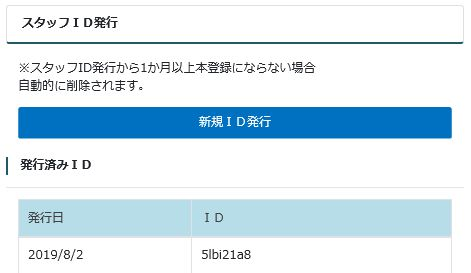 スタッフＩＤ発行
※スタッフID発行から1か月以上本登録にならない場合
自動的に削除されます。
新規ＩＤ発行
発行済みＩＤ
発行日 ＩＤ
2019/8/2 5lbi21a8